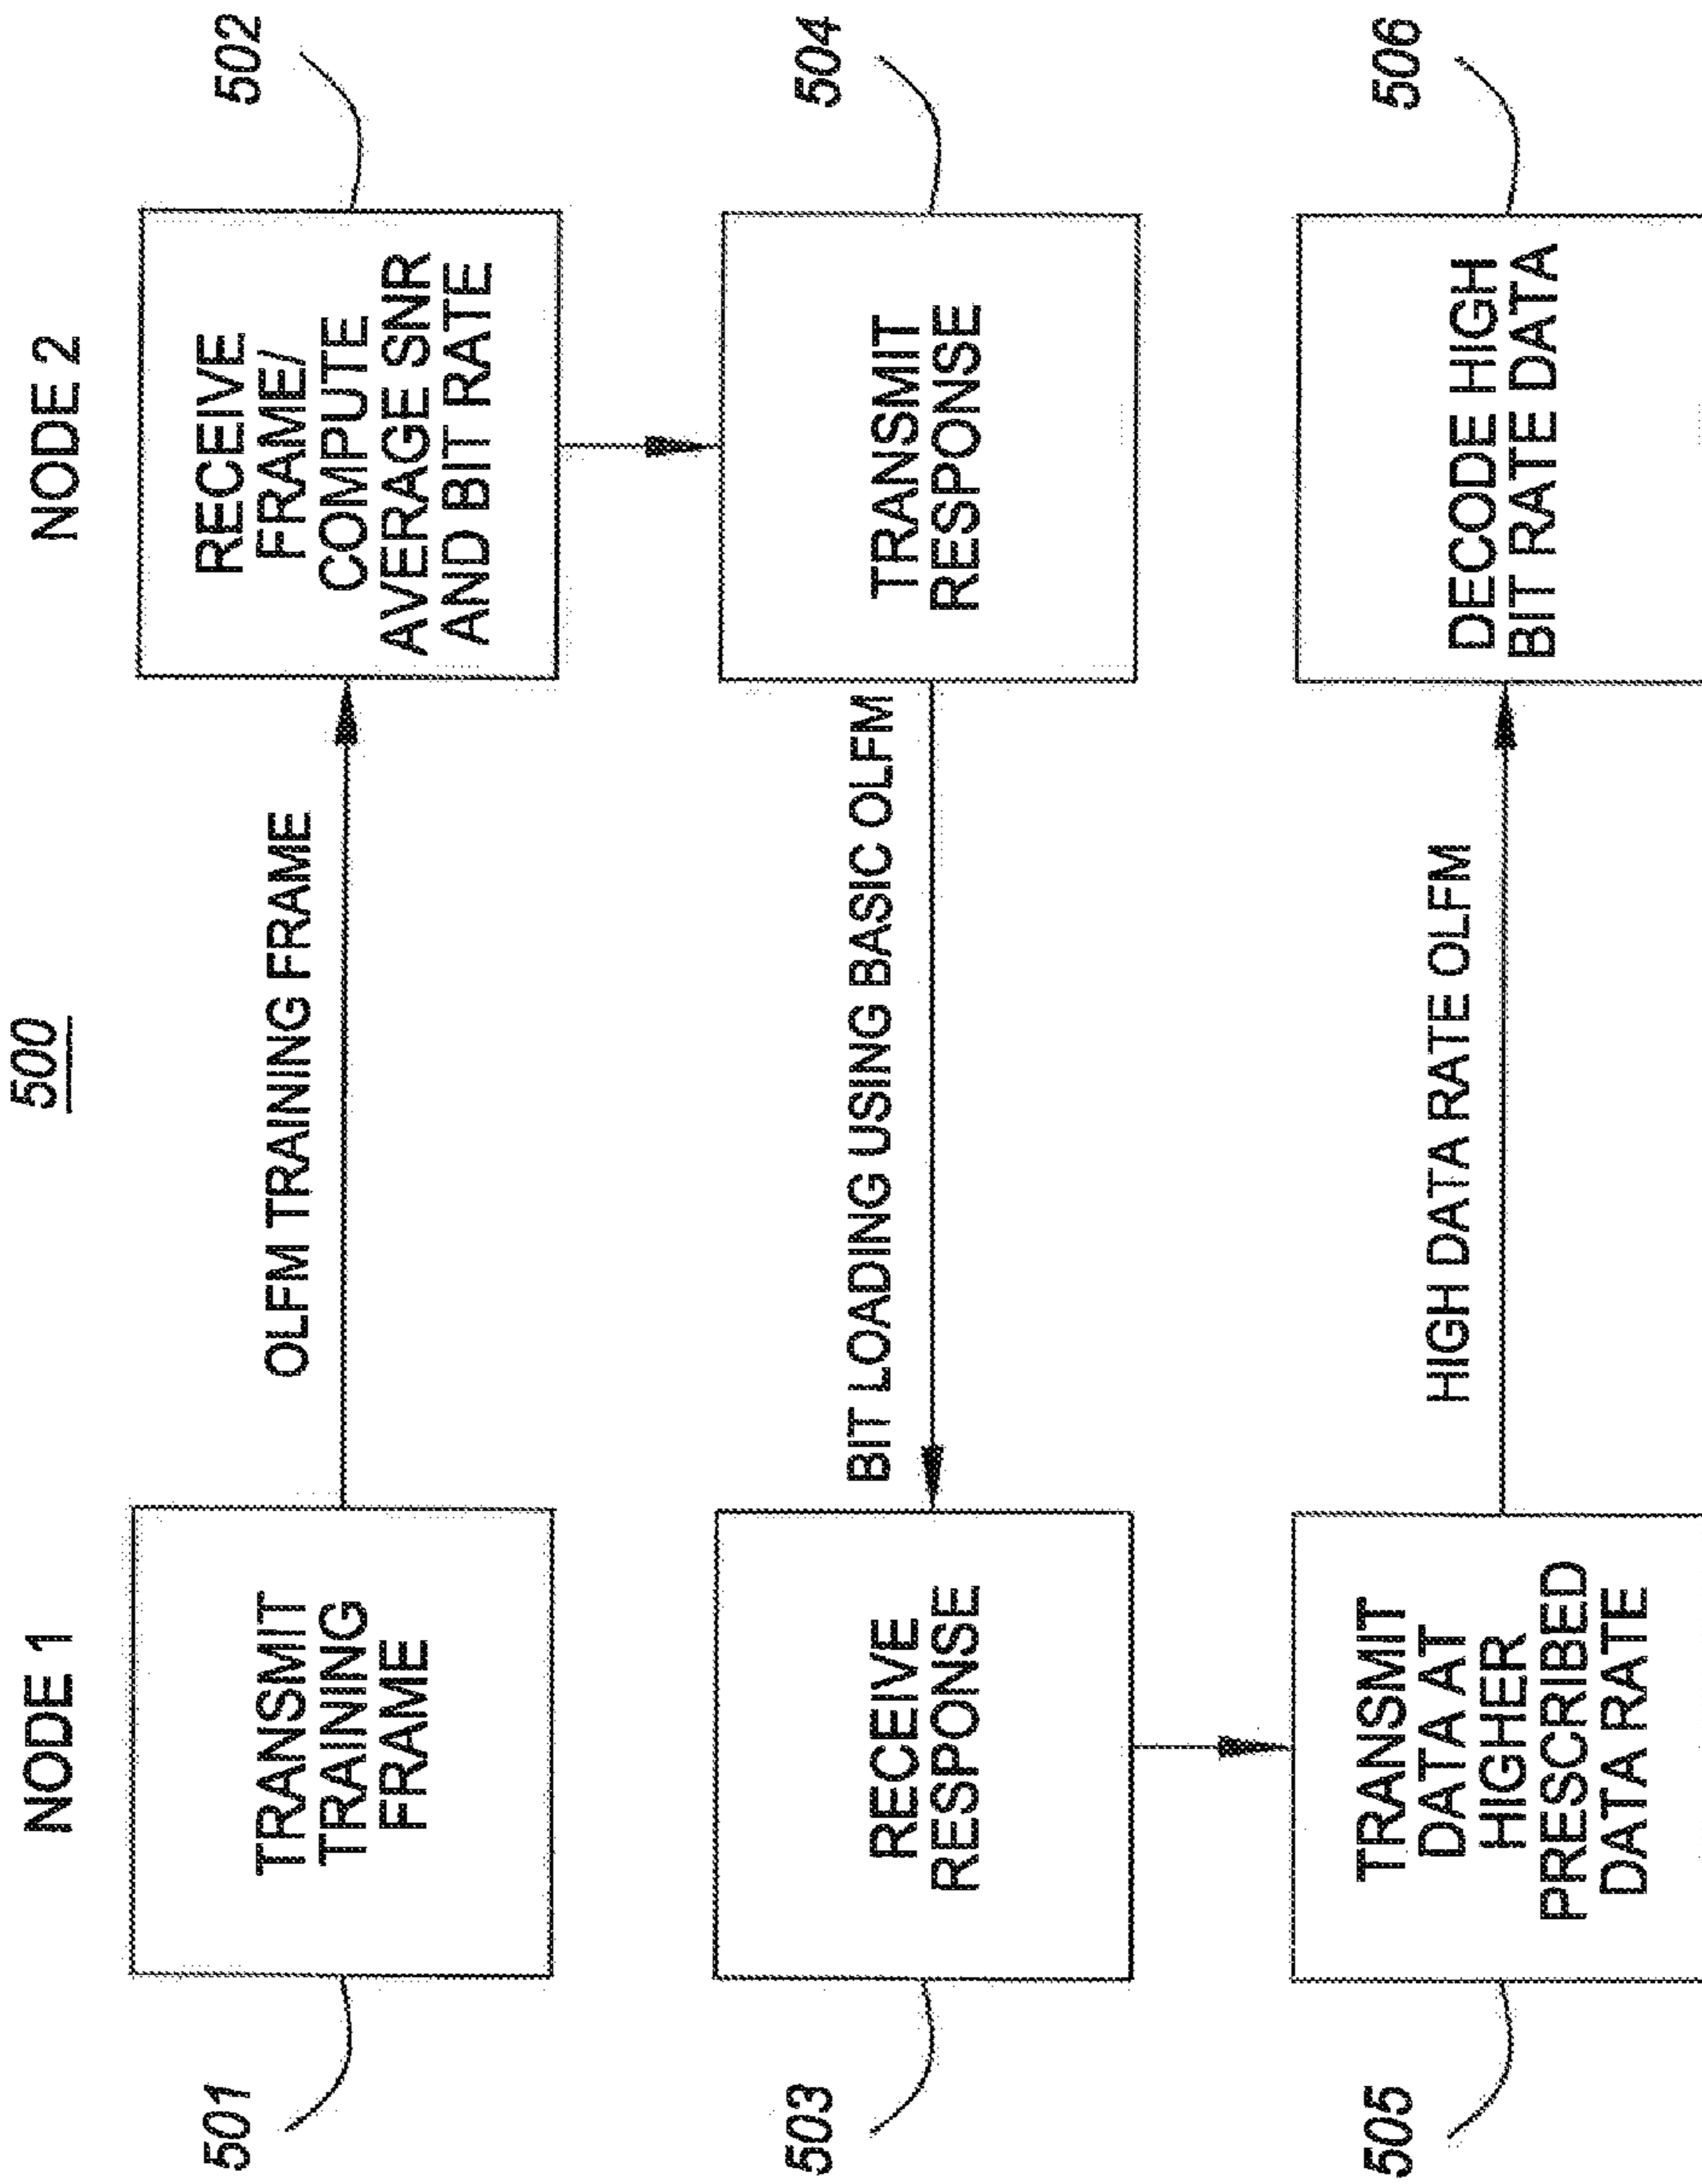 500
NODE 1
NODE 2
501
TRANSMIT
TRAINING
FRAME
OLFM TRAINING FRAME
RECEIVE
FRAME/
COMPUTE
AVERAGE SNR
AND BIT RATE
502
503
RECEIVE
RESPONSE
BIT LOADING USING BASIC OLFM
TRANSMIT
RESPONSE
504
505
TRANSMIT
DATA AT
HIGHER
PRESCRIBED
DATA RATE
HIGH DATA RATE OLFM
DECODE HIGH
BIT RATE DATA
506